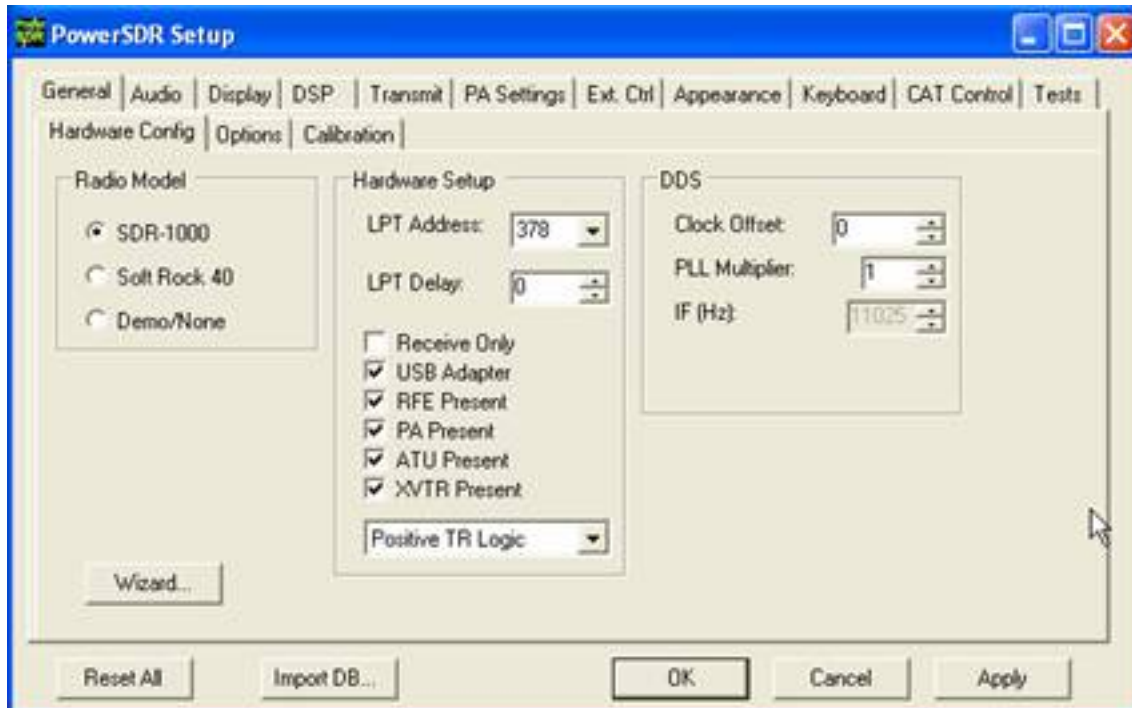 PowerSDR Setup
General Audio Display DSP Transmit PA Settings Ext. Ctrl Appearance Keyboard CAT Control Tests
Hardware Config Options Calibration
Radio Model
SDR-1000
Soft Rock 40
Demo/None
Wizard...
Hardware Setup
LPT Address: 378
LPT Delay: 0
Receive Only
USB Adapter
RFE Present
PA Present
ATU Present
XVTR Present
Positive TR Logic
DDS
Clock Offset: 0
PLL Multiplier: 1
IF (Hz): 11025
Reset All Import DB... OK Cancel Apply